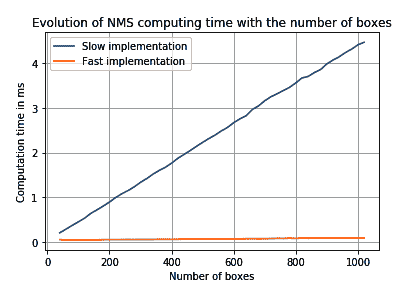 Evolution of NMS computing time with the number of boxes
Slow implementation
Fast implementation
Computation time in ms
4
3
2
1
0
0
200
400
600
800
1000
Number of boxes